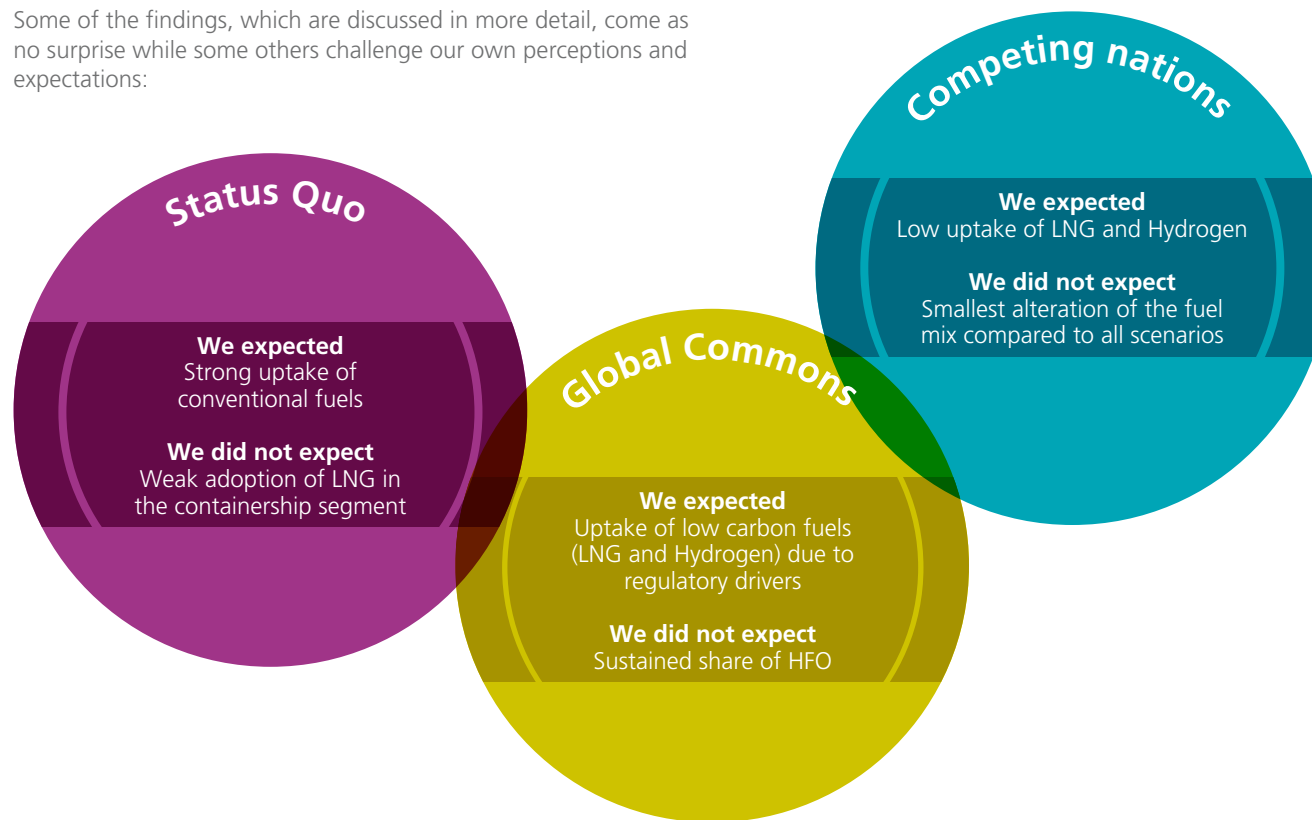 Some of the findings, which are discussed in more detail, come as
no surprise while some others challenge our own perceptions and
expectations:
Status Quo
We expected
Strong uptake of
conventional fuels
We did not expect
Weak adoption of LNG in
the containership segment
Global Commons
We expected
Uptake of low carbon fuels
(LNG and Hydrogen) due to
regulatory drivers
We did not expect
Sustained share of HFO
Competing nations
We expected
Low uptake of LNG and Hydrogen
We did not expect
Smallest alteration of the fuel
mix compared to all scenarios